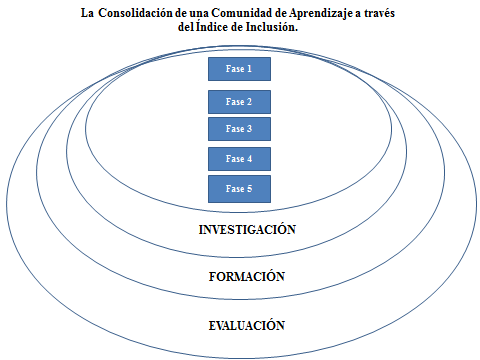 La Consolidación de una Comunidad de Aprendizaje a través
del Índice de Inclusión.
Fase 1
Fase 2
Fase 3
Fase 4
Fase 5
INVESTIGACIÓN
FORMACIÓN
EVALUACIÓN